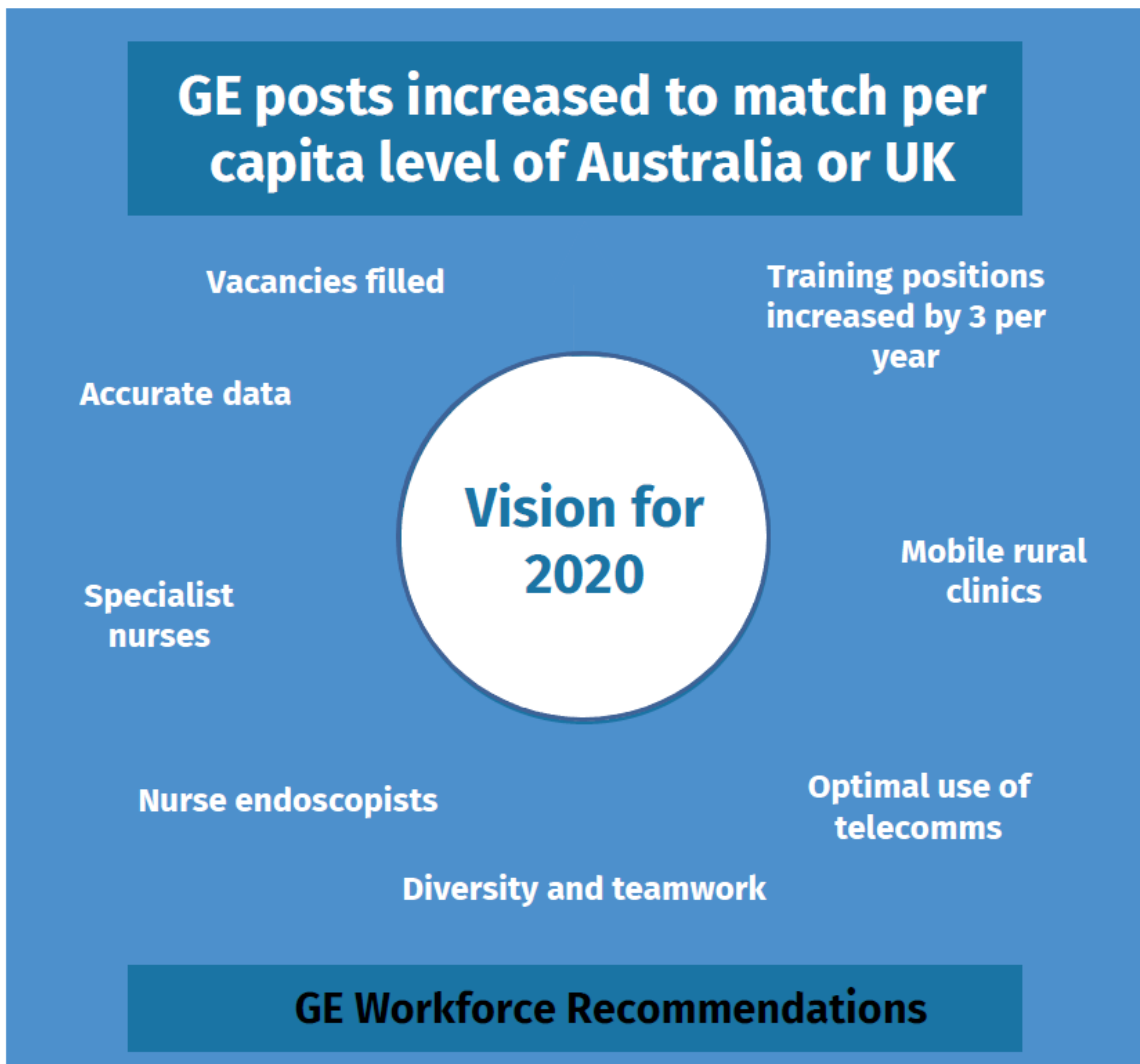 GE posts increased to match per
capita level of Australia or UK
Vacancies filled
Training positions
increased by 3 per
year
Accurate data
Vision for
2020
Mobile rural
clinics
Specialist
nurses
Nurse endoscopists
Optimal use of
telecomms
Diversity and teamwork
GE Workforce Recommendations